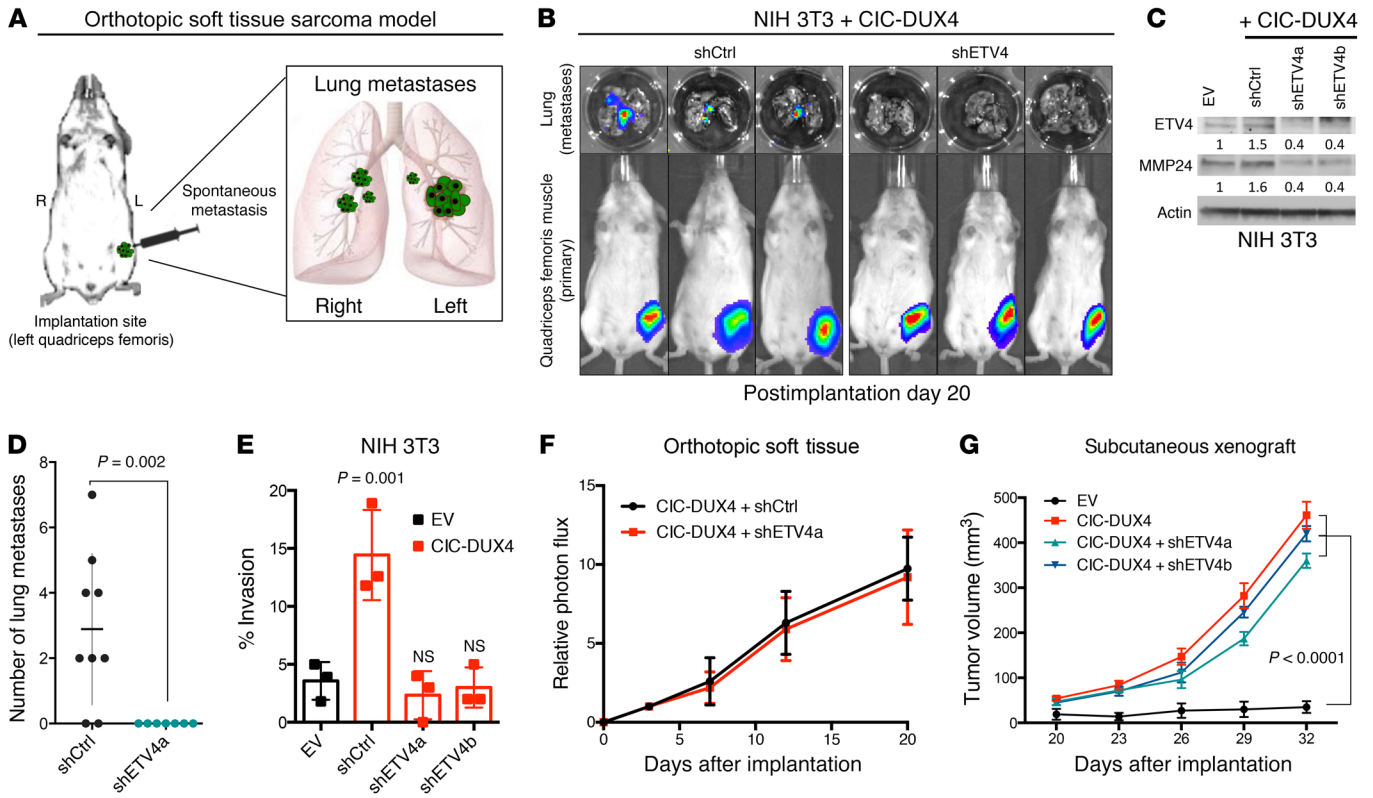 A
Orthotopic soft tissue sarcoma model
Lung metastases
R
L
Spontaneous
metastasis
Right
Left
Implantation site
(left quadriceps femoris)
B
NIH 3T3 + CIC-DUX4
shCtrl
shETV4
Lung
(metastases)
Quadriceps femoris muscle
(primary)
Postimplantation day 20
C
+ CIC-DUX4
EV
shCtrl
shETV4a
shETV4b
ETV4
1 1.5 0.4 0.4
MMP24
1 1.6 0.4 0.4
Actin
NIH 3T3
D
P = 0.002
Number of lung metastases
8
6
4
2
0
shCtrl
shETV4a
E
NIH 3T3
P = 0.001
EV
CIC-DUX4
% Invasion
20
15
10
5
0
NS
NS
EV
shCtrl
shETV4a
shETV4b
F
Orthotopic soft tissue
CIC-DUX4 + shCtrl
CIC-DUX4 + shETV4a
Relative photon flux
15
10
5
0
0 5 10 15 20
Days after implantation
G
Subcutaneous xenograft
EV
CIC-DUX4
CIC-DUX4 + shETV4a
CIC-DUX4 + shETV4b
Tumor volume (mm³)
500
400
300
200
100
0
P < 0.0001
20 23 26 29 32
Days after implantation